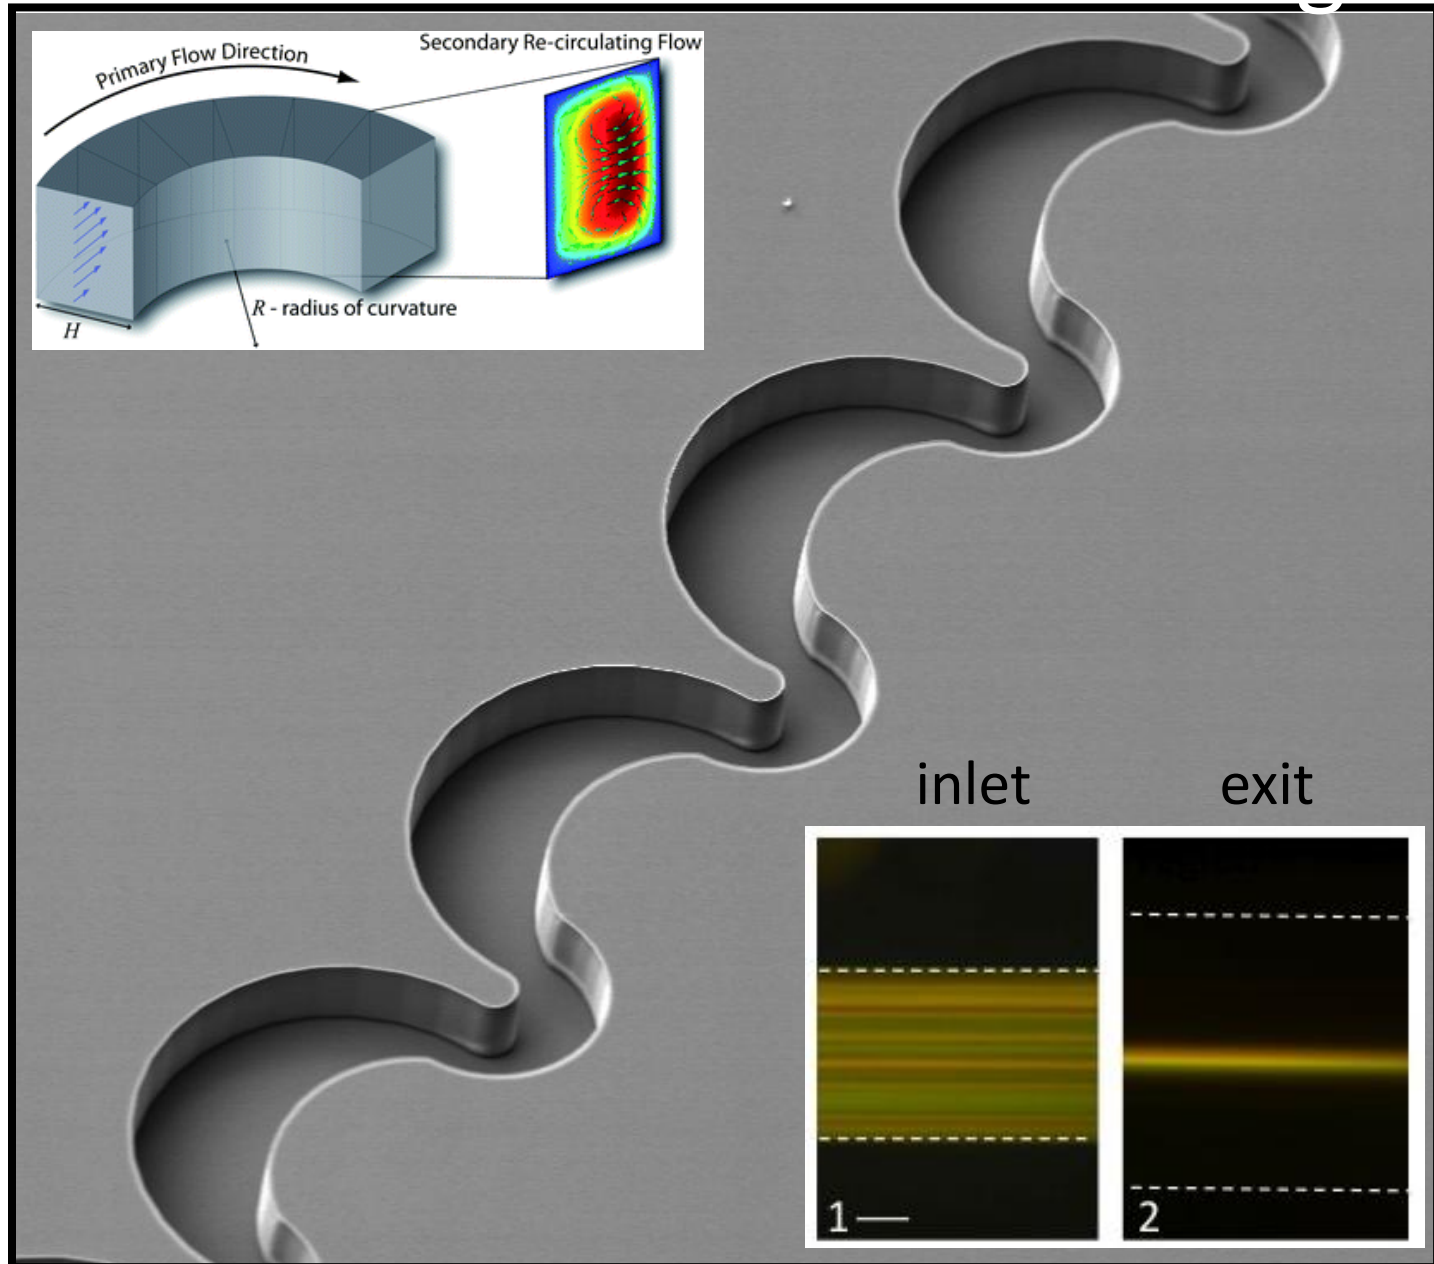 Primary Flow Direction
Secondary Re-circulating Flow
R - radius of curvature
H
inlet exit
1
2